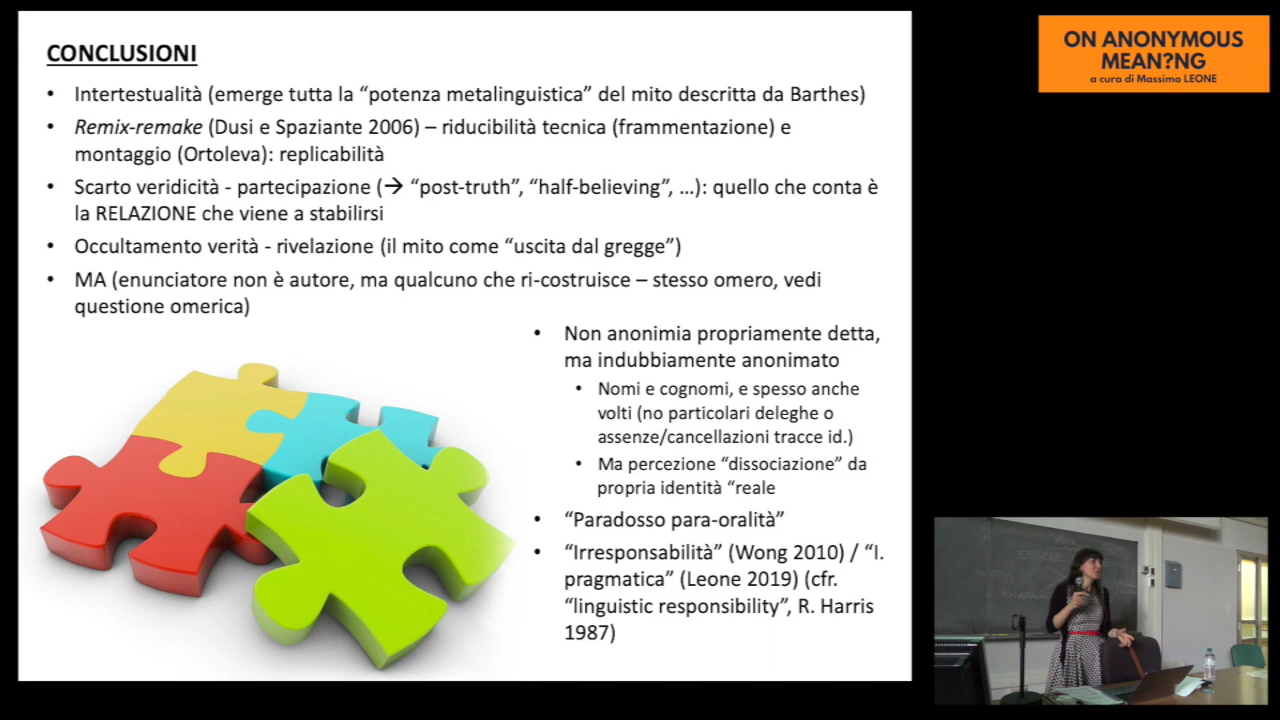 CONCLUSIONI
• Intertestualità (emerge tutta la “potenza metalinguistica” del mito descritta da Barthes)
• Remix-remake (Dusi e Spaziante 2006) – riducibilità tecnica (frammentazione) e
montaggio (Ortoleva): replicabilità
• Scarto veridicità - partecipazione (→ “post-truth”, “half-believing”, …): quello che conta è
la RELAZIONE che viene a stabilirsi
• Occultamento verità - rivelazione (il mito come “uscita dal gregge”)
• MA (enunciatore non è autore, ma qualcuno che ri-costruisce – stesso omero, vedi
questione omerica)
• Non anonimia propriamente detta,
ma indubbiamente anonimato
• Nomi e cognomi, e spesso anche
volti (no particolari deleghe o
assenze/cancellazioni tracce id.)
• Ma percezione “dissociazione” da
propria identità “reale
• “Paradosso para-oralità”
• “Irresponsabilità” (Wong 2010) / “I.
pragmatica” (Leone 2019) (cfr.
“linguistic responsibility”, R. Harris
1987)
ON ANONYMOUS
MEAN?NG
a cura di Massimo LEONE